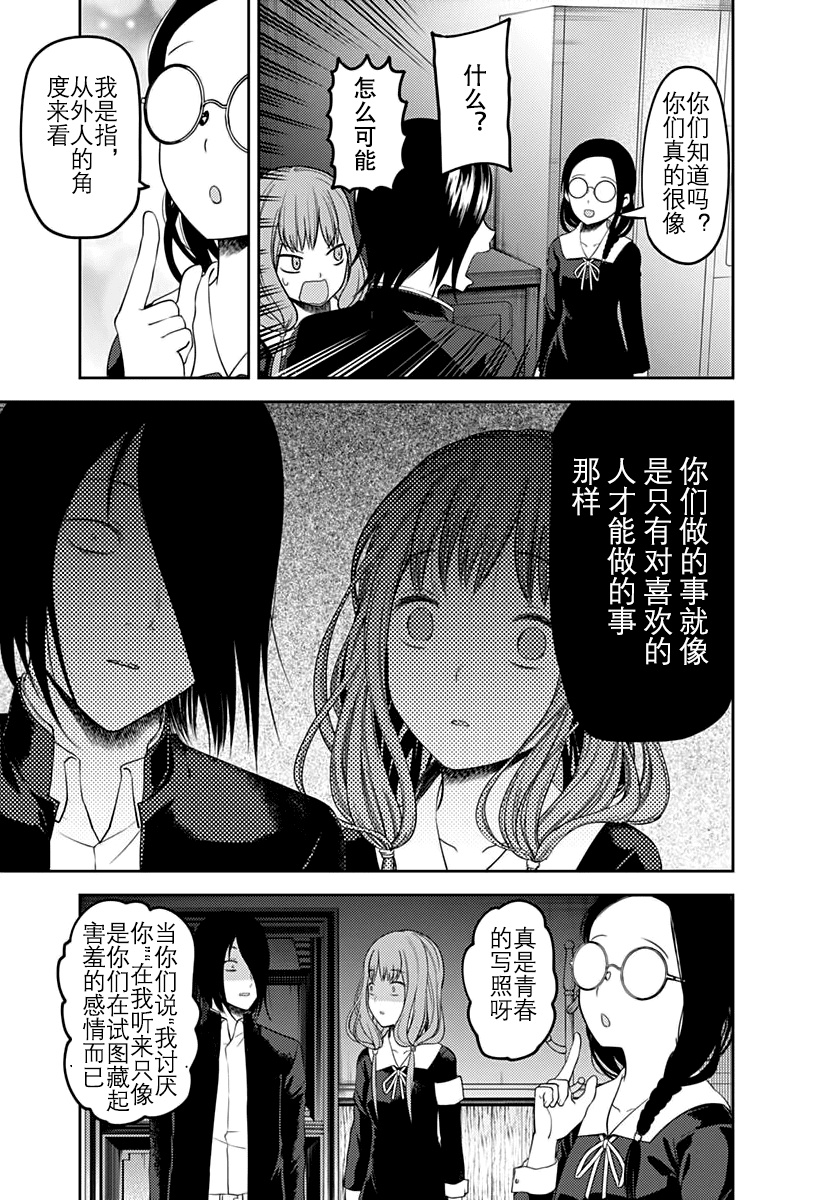 你们知道吗？
你们真的很像
什么？
怎么可能
我是指，
从外人的角
度来看
你们做的事就像
是只有对喜欢的
人才能做的事
那样
真是青春
的写照呀
当你们说“我讨厌
你”在我听来只像
是你们在试图藏起
害羞的感情而已